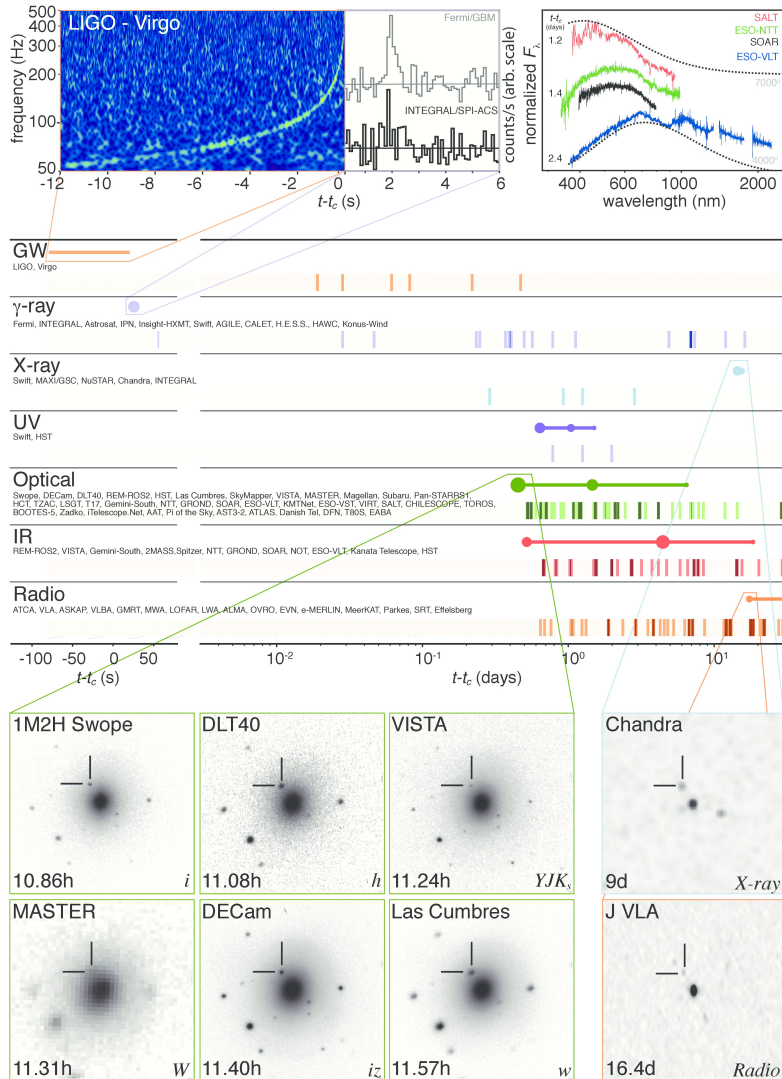 LIGO - Virgo
frequency (Hz)
500
400
300
200
100
50
-12 -10 -8 -6 -4 -2 0 2 4 6
t-tc (s)
Fermi/GBM
INTEGRAL/SPI-ACS
counts/s (arb. scale)
normalized Fλ
t-tc
(days)
1.2
1.4
2.4
SALT
ESO-NTT
SOAR
ESO-VLT
7000°
4000°
400 600 1000 2000
wavelength (nm)
GW
LIGO, Virgo
γ-ray
Fermi, INTEGRAL, Astrosat, IPN, Insight-HXMT, Swift, AGILE, CALET, H.E.S.S., HAWC, Konus-Wind
X-ray
Swift, MAXI/GSC, NuSTAR, Chandra, INTEGRAL
UV
Swift, HST
Optical
Swope, DECam, DLT40, REM-ROS2, HST, Las Cumbres, SkyMapper, VISTA, MASTER, Magellan, Subaru, Pan-STARRS1,
HCT, TZAC, LSGT, T17, Gemini-South, NTT, GROND, SOAR, ESO-VLT, KMTNet, ESO-VST, VIRT, SALT, CHILESCOPE, TOROS,
BOOTES-5, Zadko, iTelescope.Net, AAT, Pi of the Sky, AST3-2, ATLAS, Danish Tel, DFN, T80S, EABA
IR
REM-ROS2, VISTA, Gemini-South, 2MASS,Spitzer, NTT, GROND, SOAR, NOT, ESO-VLT, Kanata Telescope, HST
Radio
ATCA, VLA, ASKAP, VLBA, GMRT, MWA, LOFAR, LWA, ALMA, OVRO, EVN, e-MERLIN, MeerKAT, Parkes, SRT, Effelsberg
-100 -50 0 50 10⁻² 10⁻¹ 10⁰ 10¹
t-tc (s) t-tc (days)
1M2H Swope
10.86h i
DLT40
11.08h h
VISTA
11.24h YJKs
Chandra
9d X-ray
MASTER
11.31h W
DECam
11.40h iz
Las Cumbres
11.57h w
J VLA
16.4d Radio